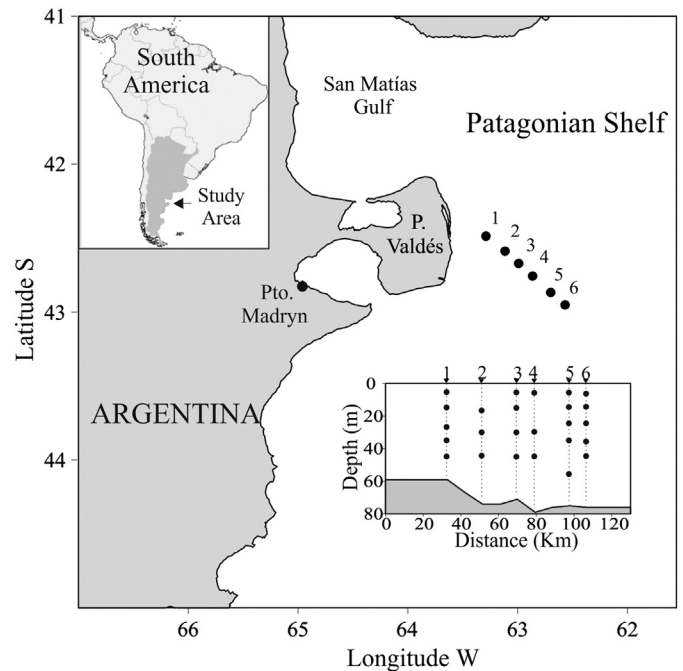 41
South
America
San Matías
Gulf
Patagonian Shelf
42
Study
Area
P.
Valdés
1
2
3
4
5
6
Latitude S
43
Pto.
Madryn
1 2 3 4 5 6
0
20
40
60
80
Depth (m)
0 20 40 60 80 100 120
Distance (Km)
ARGENTINA
44
66 65 64 63 62
Longitude W